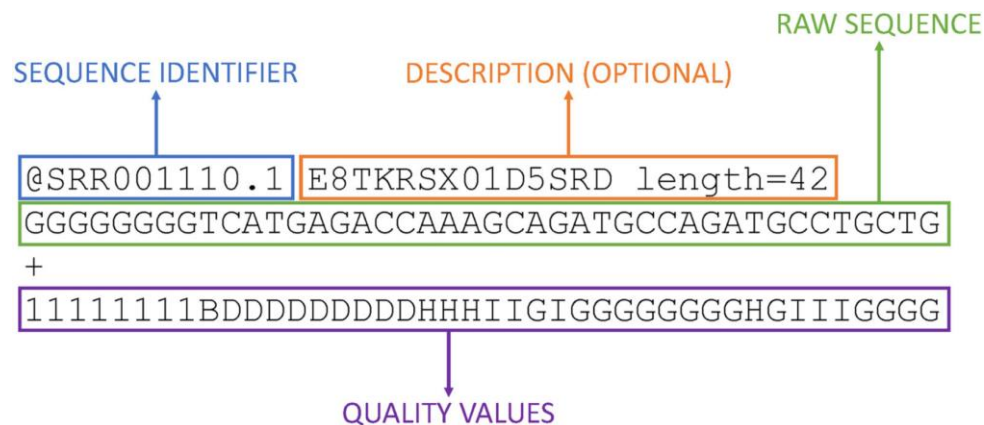 RAW SEQUENCE
SEQUENCE IDENTIFIER
DESCRIPTION (OPTIONAL)
@SRR001110.1 E8TKRSX01D5SRD length=42
GGGGGGGGTCATGAGACCAAAGCAGATGCCAGATGCCTGCTG
+
11111111BDDDDDDDDDHHHIIGIGGGGGGGGHGIIIGGGG
QUALITY VALUES